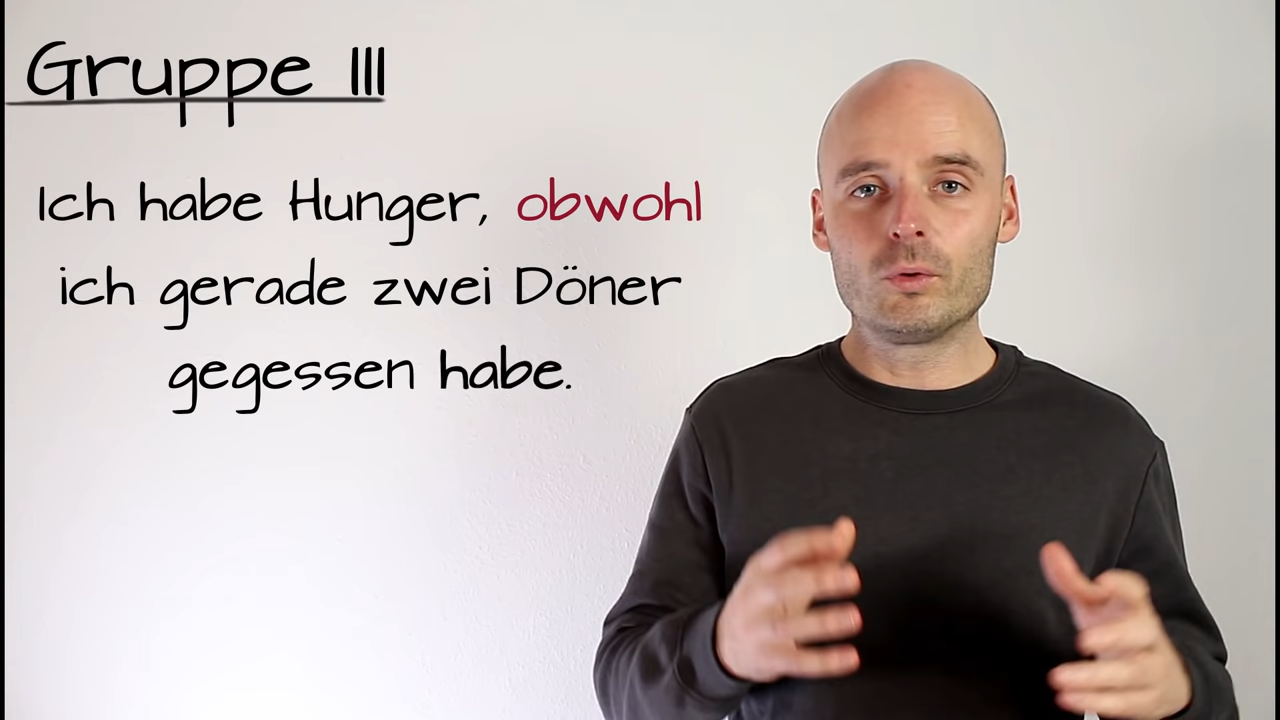 Gruppe III
Ich habe Hunger, obwohl
ich gerade zwei Döner
gegessen habe.